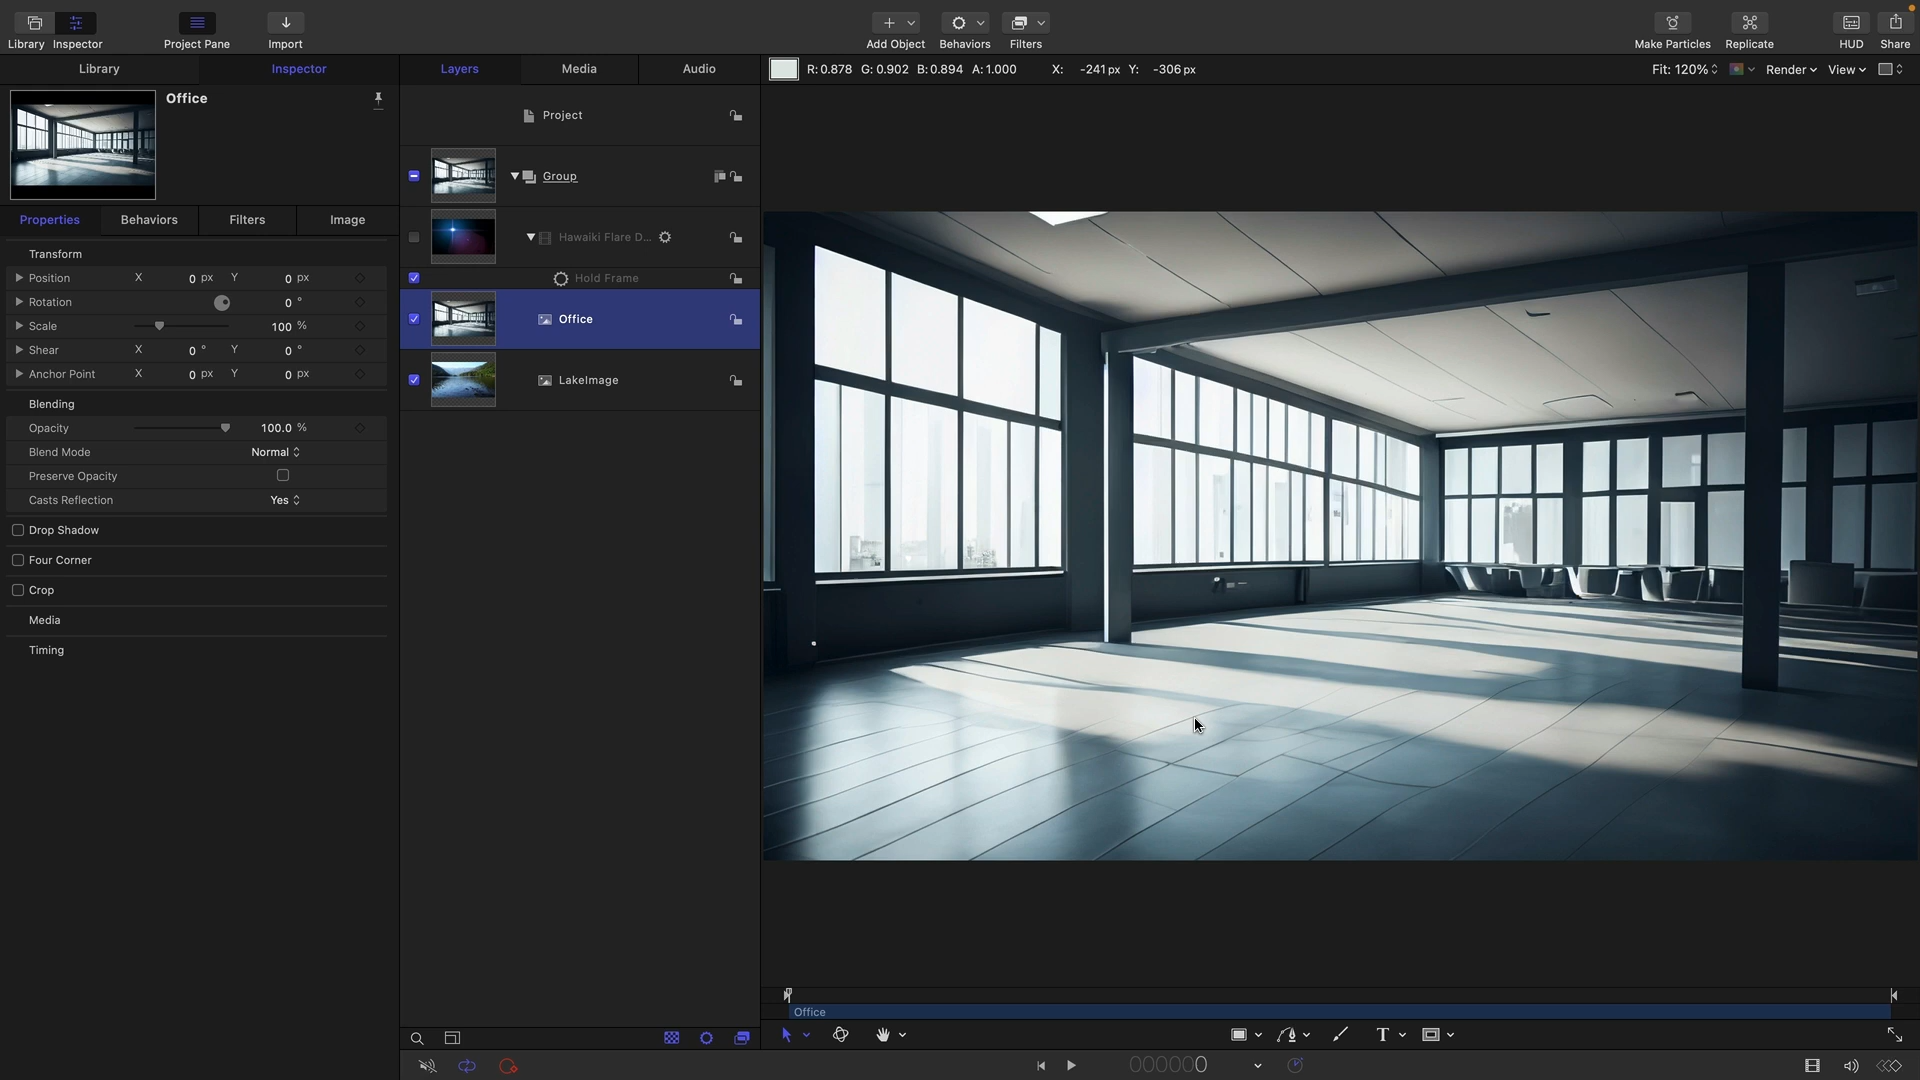 Library
Inspector
Project Pane
Import
Add Object
Behaviors
Filters
Make Particles
Replicate
HUD
Share
Library
Inspector
Layers
Media
Audio
R:0.878 G: 0.902 B: 0.894 A:1.000 X: -241 px Y: -306 px
Fit: 120%
Render
View
Office
Project
Group
Hawaiki Flare D...
Hold Frame
Office
LakeImage
Properties
Behaviors
Filters
Image
Transform
Position X 0 px Y 0 px
Rotation 0 °
Scale 100 %
Shear X 0 ° Y 0 °
Anchor Point X 0 px Y 0 px
Blending
Opacity 100.0 %
Blend Mode Normal
Preserve Opacity
Casts Reflection Yes
Drop Shadow
Four Corner
Crop
Media
Timing
Office
T
000000